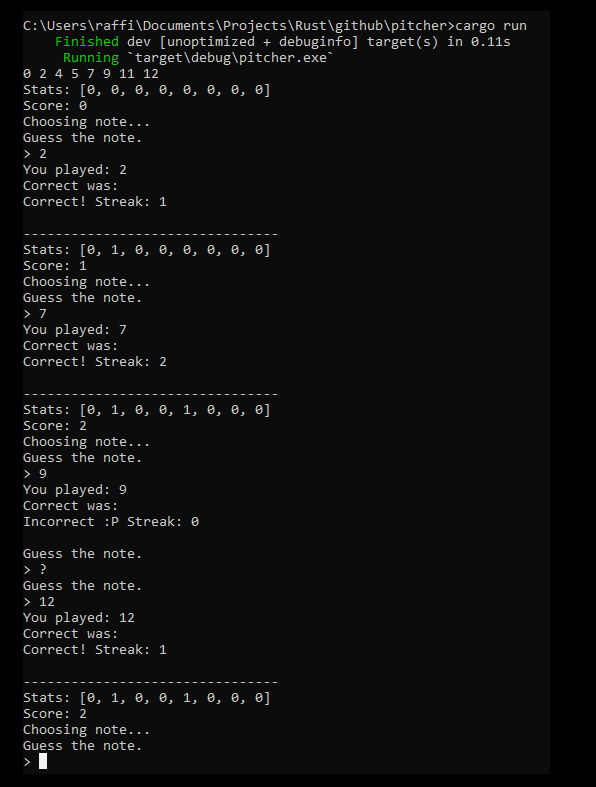 C:\Users\raffi\Documents\Projects\Rust\github\pitcher>cargo run
    Finished dev [unoptimized + debuginfo] target(s) in 0.11s
     Running `target\debug\pitcher.exe`
0 2 4 5 7 9 11 12
Stats: [0, 0, 0, 0, 0, 0, 0, 0]
Score: 0
Choosing note...
Guess the note.
> 2
You played: 2
Correct was:
Correct! Streak: 1

--------------------------------
Stats: [0, 1, 0, 0, 0, 0, 0, 0]
Score: 1
Choosing note...
Guess the note.
> 7
You played: 7
Correct was:
Correct! Streak: 2

--------------------------------
Stats: [0, 1, 0, 0, 1, 0, 0, 0]
Score: 2
Choosing note...
Guess the note.
> 9
You played: 9
Correct was:
Incorrect :P Streak: 0

Guess the note.
> ?
Guess the note.
> 12
You played: 12
Correct was:
Correct! Streak: 1

--------------------------------
Stats: [0, 1, 0, 0, 1, 0, 0, 0]
Score: 2
Choosing note...
Guess the note.
>